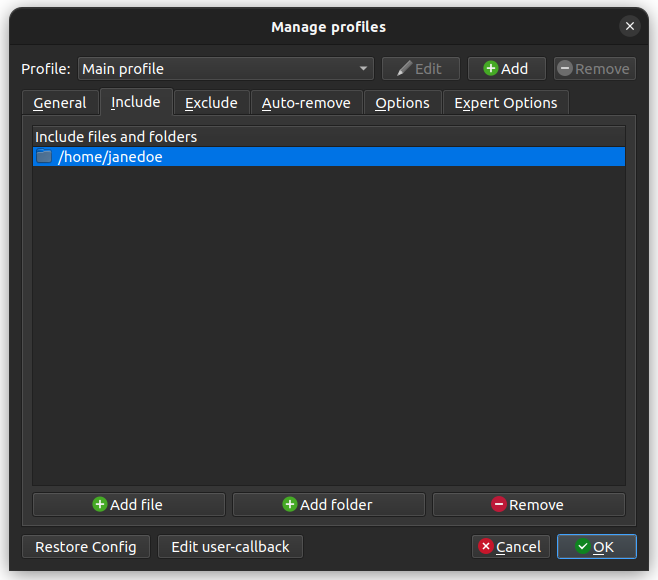 Manage profiles
Profile: Main profile Edit Add Remove
General Include Exclude Auto-remove Options Expert Options
Include files and folders
/home/janedoe
Add file Add folder Remove
Restore Config Edit user-callback Cancel OK